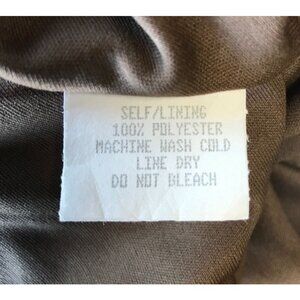 SELF/LINING
100% POLYESTER
MACHINE WASH COLD
LINE DRY
DO NOT BLEACH